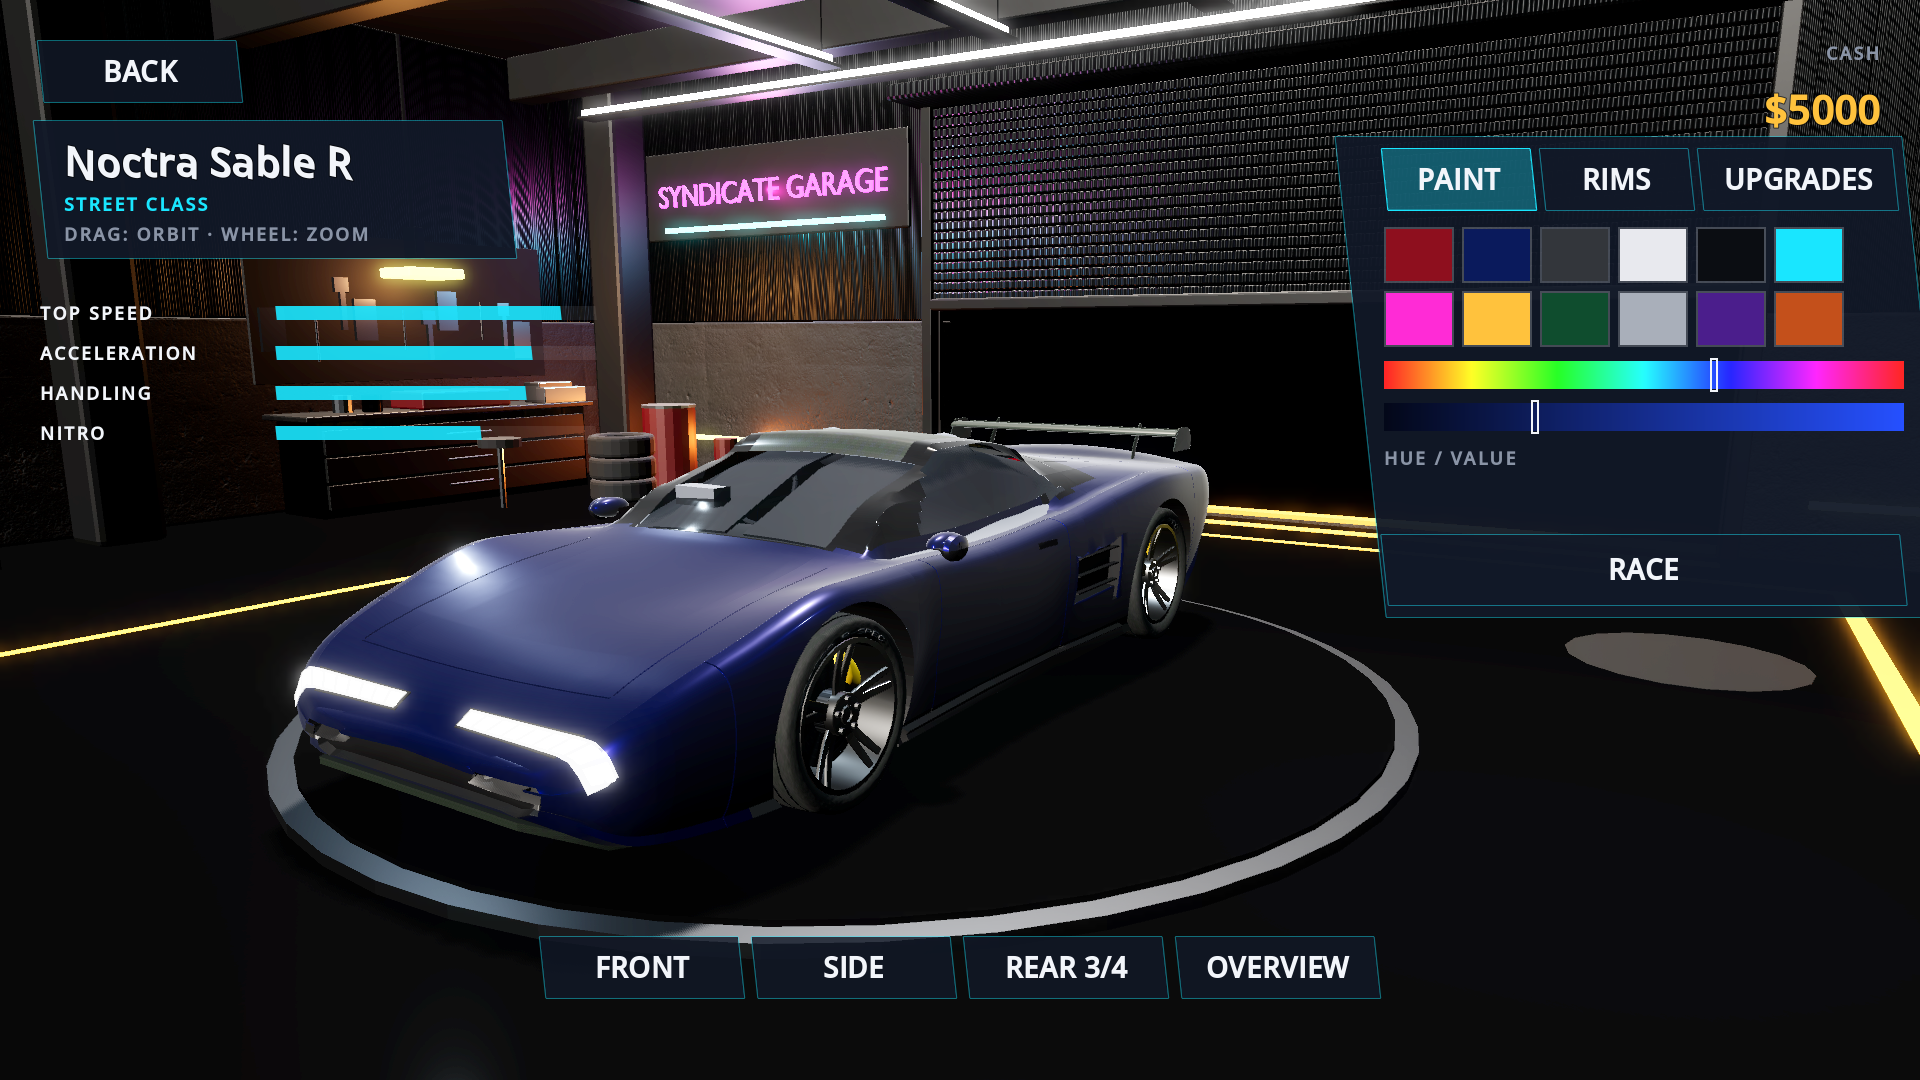 BACK
Noctra Sable R
STREET CLASS
DRAG: ORBIT · WHEEL: ZOOM
TOP SPEED
ACCELERATION
HANDLING
NITRO
SYNDICATE GARAGE
CASH
$5000
PAINT
RIMS
UPGRADES
HUE / VALUE
RACE
FRONT
SIDE
REAR 3/4
OVERVIEW